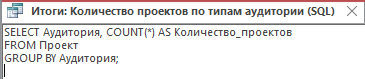 Итоги: Количество проектов по типам аудитории (SQL)
SELECT Аудитория, COUNT(*) AS Количество_проектов
FROM Проект
GROUP BY Аудитория;